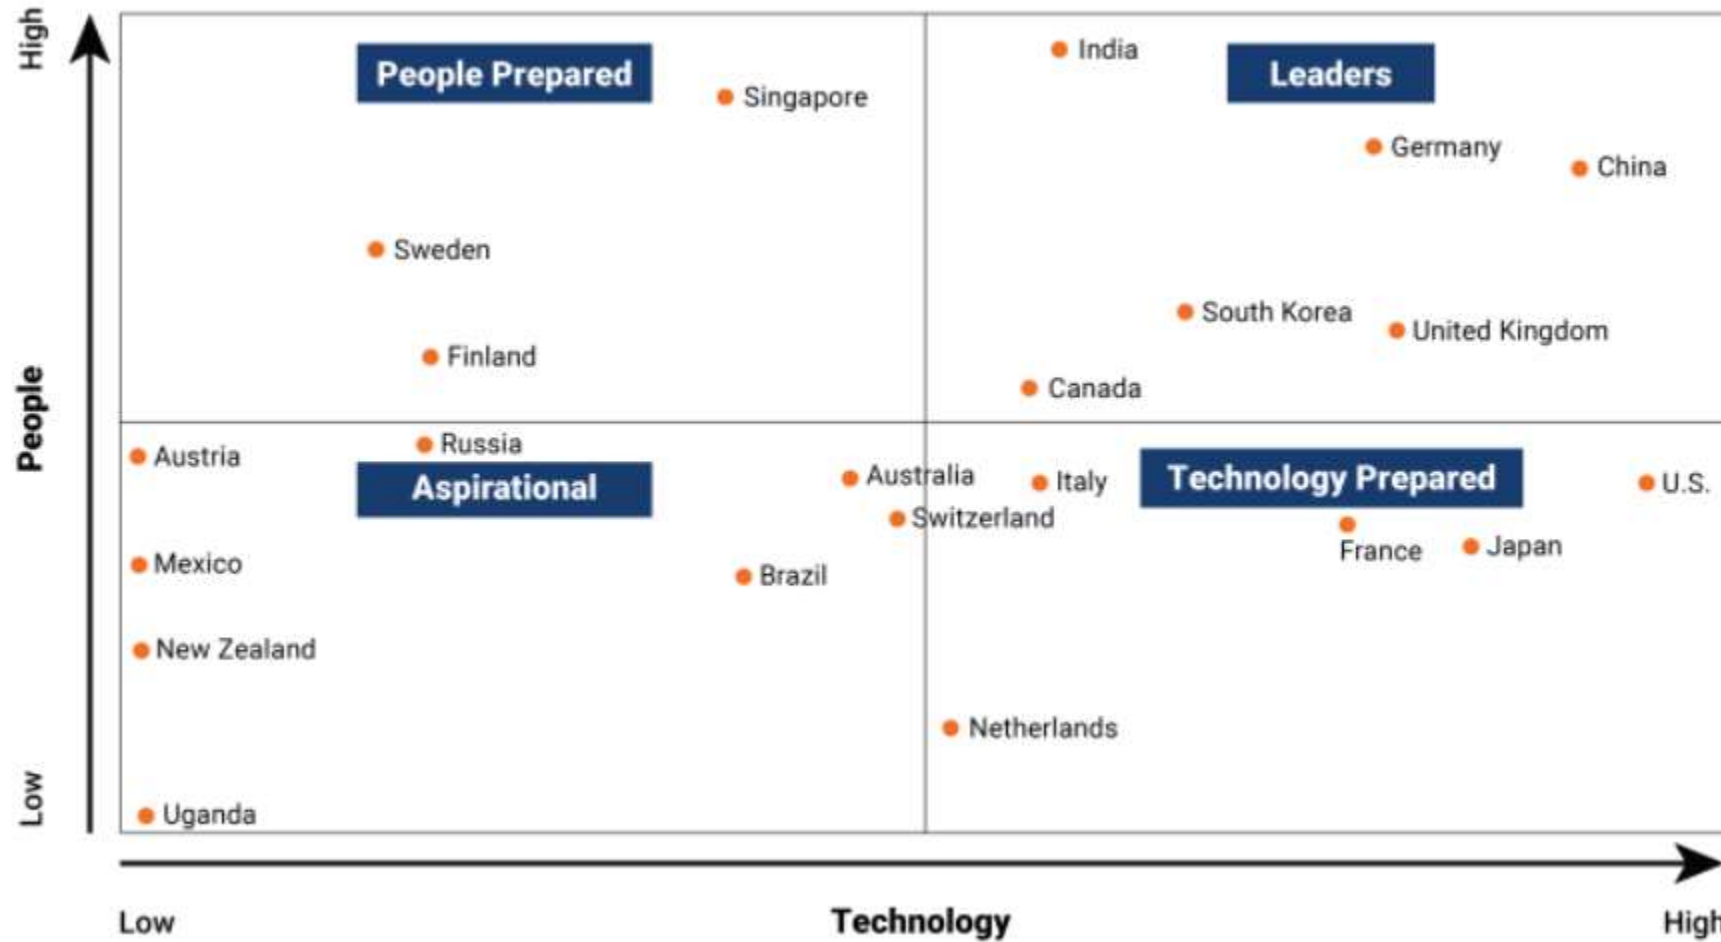 High
People Prepared
Leaders
India
Singapore
Germany
China
Sweden
South Korea
United Kingdom
Finland
Canada
People
Russia
Austria
Aspirational
Australia
Italy
Technology Prepared
U.S.
Switzerland
France
Japan
Mexico
Brazil
New Zealand
Netherlands
Low
Uganda
Low
Technology
High